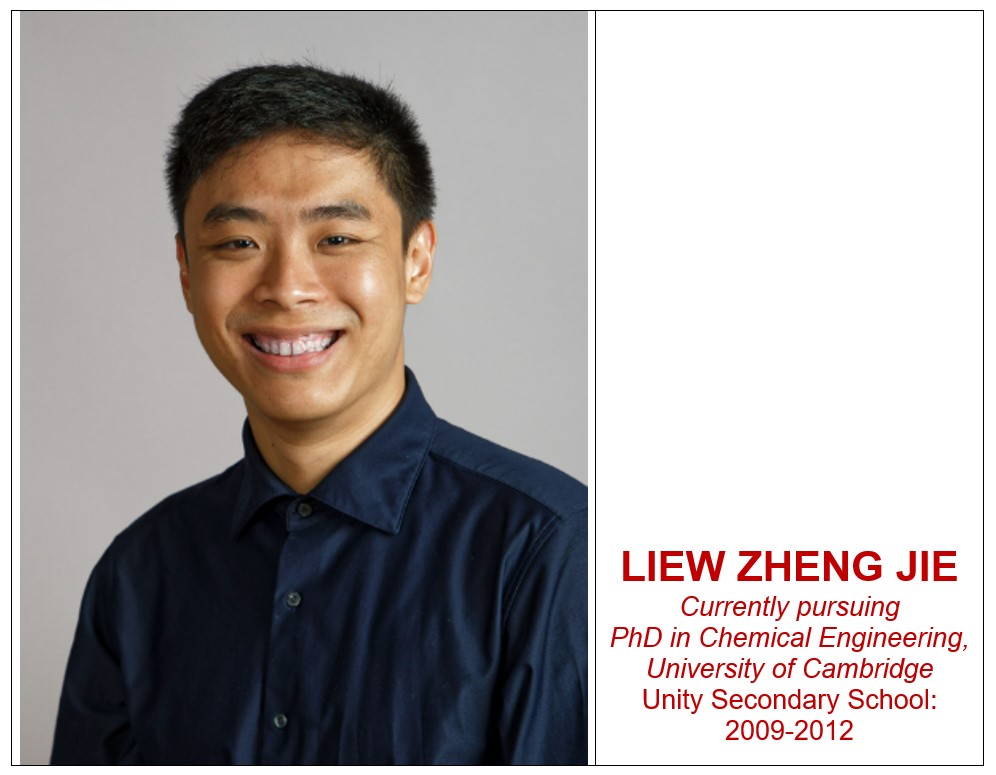 LIEW ZHENG JIE
Currently pursuing
PhD in Chemical Engineering,
University of Cambridge
Unity Secondary School:
2009-2012